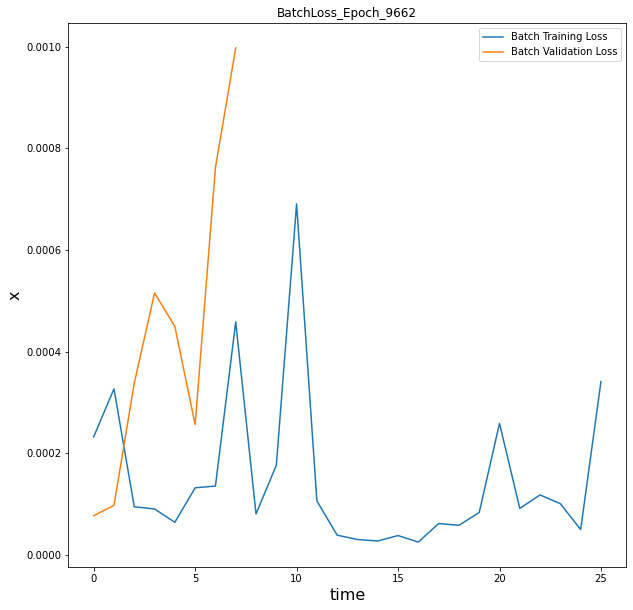 BatchLoss_Epoch_9662
Batch Training Loss
Batch Validation Loss
0.0010
0.0008
0.0006
0.0004
0.0002
0.0000
x
0 5 10 15 20 25
time